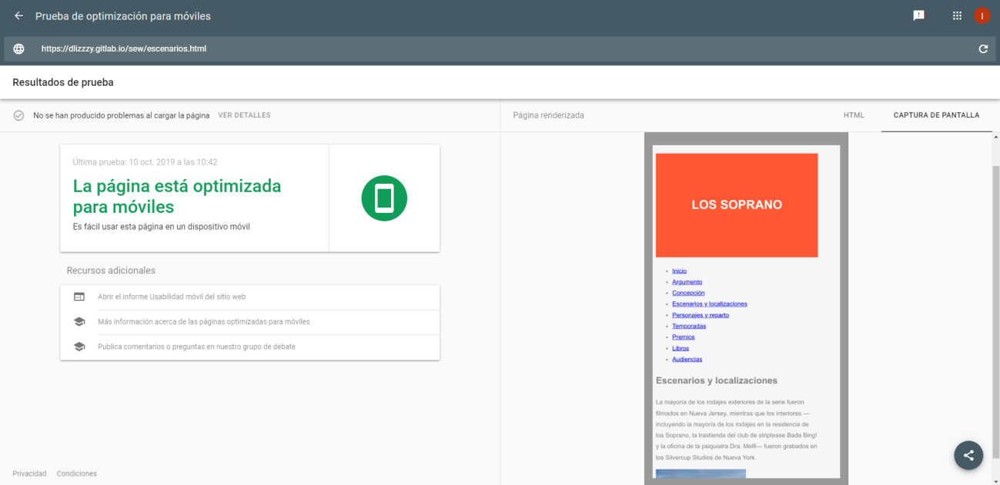 Prueba de optimización para móviles
I
https://dlizzzy.gitlab.io/sew/escenarios.html
Resultados de prueba
No se han producido problemas al cargar la página VER DETALLES
Última prueba: 10 oct. 2019 a las 10:42
La página está optimizada
para móviles
Es fácil usar esta página en un dispositivo móvil
Recursos adicionales
Abrir el informe Usabilidad móvil del sitio web
Más información acerca de las páginas optimizadas para móviles
Publica comentarios o preguntas en nuestro grupo de debate
Privacidad Condiciones
Página renderizada HTML CAPTURA DE PANTALLA
LOS SOPRANO
Inicio
Argumento
Concepción
Escenarios y localizaciones
Personajes y reparto
Temporadas
Premios
Libros
Audiencias
Escenarios y localizaciones
La mayoría de los rodajes exteriores de la serie fueron
filmados en Nueva Jersey, mientras que los interiores —
incluyendo la mayoría de los rodajes en la residencia de
los Soprano, la trastienda del club de striptease Bada Bing!
y la oficina de la psiquiatra Dra. Melfi— fueron grabados en
los Silvercup Studios de Nueva York.